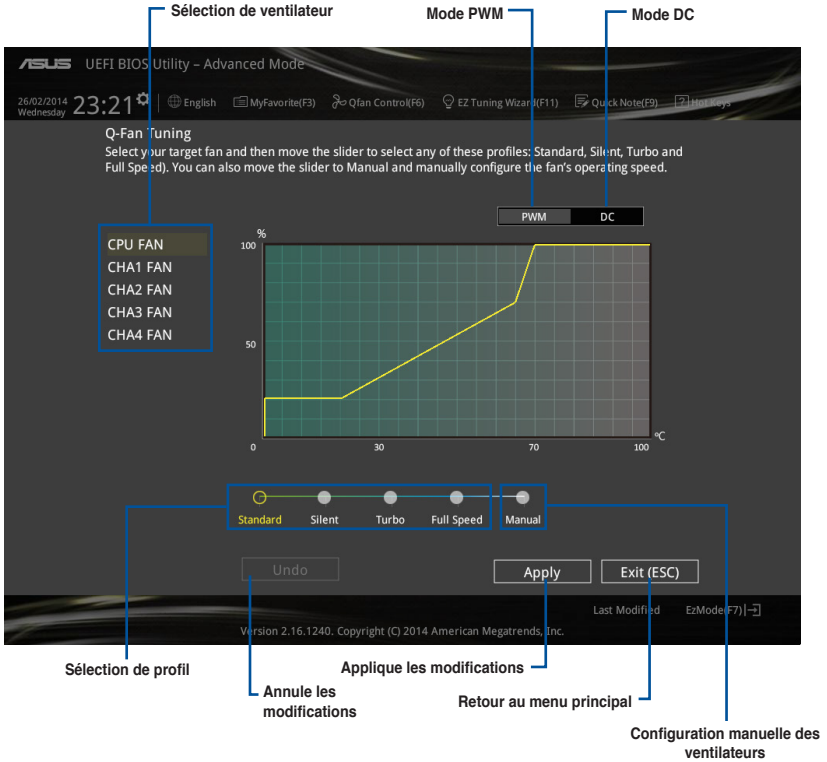 Sélection de ventilateur
Mode PWM
Mode DC
ASUS UEFI BIOS Utility – Advanced Mode
26/02/2014
Wednesday
23:21
English
MyFavorite(F3)
Qfan Control(F6)
EZ Tuning Wizard(F11)
Quick Note(F9)
? Hot Keys
Q-Fan Tuning
Select your target fan and then move the slider to select any of these profiles: Standard, Silent, Turbo and
Full Speed). You can also move the slider to Manual and manually configure the fan's operating speed.
PWM DC
CPU FAN
CHA1 FAN
CHA2 FAN
CHA3 FAN
CHA4 FAN
%
100
50
0 30 70 100
ºC
Standard Silent Turbo Full Speed Manual
Undo Apply Exit (ESC)
Last Modified EzMode(F7)
Version 2.16.1240. Copyright (C) 2014 American Megatrends, Inc.
Sélection de profil
Applique les modifications
Annule les
modifications
Retour au menu principal
Configuration manuelle des
ventilateurs